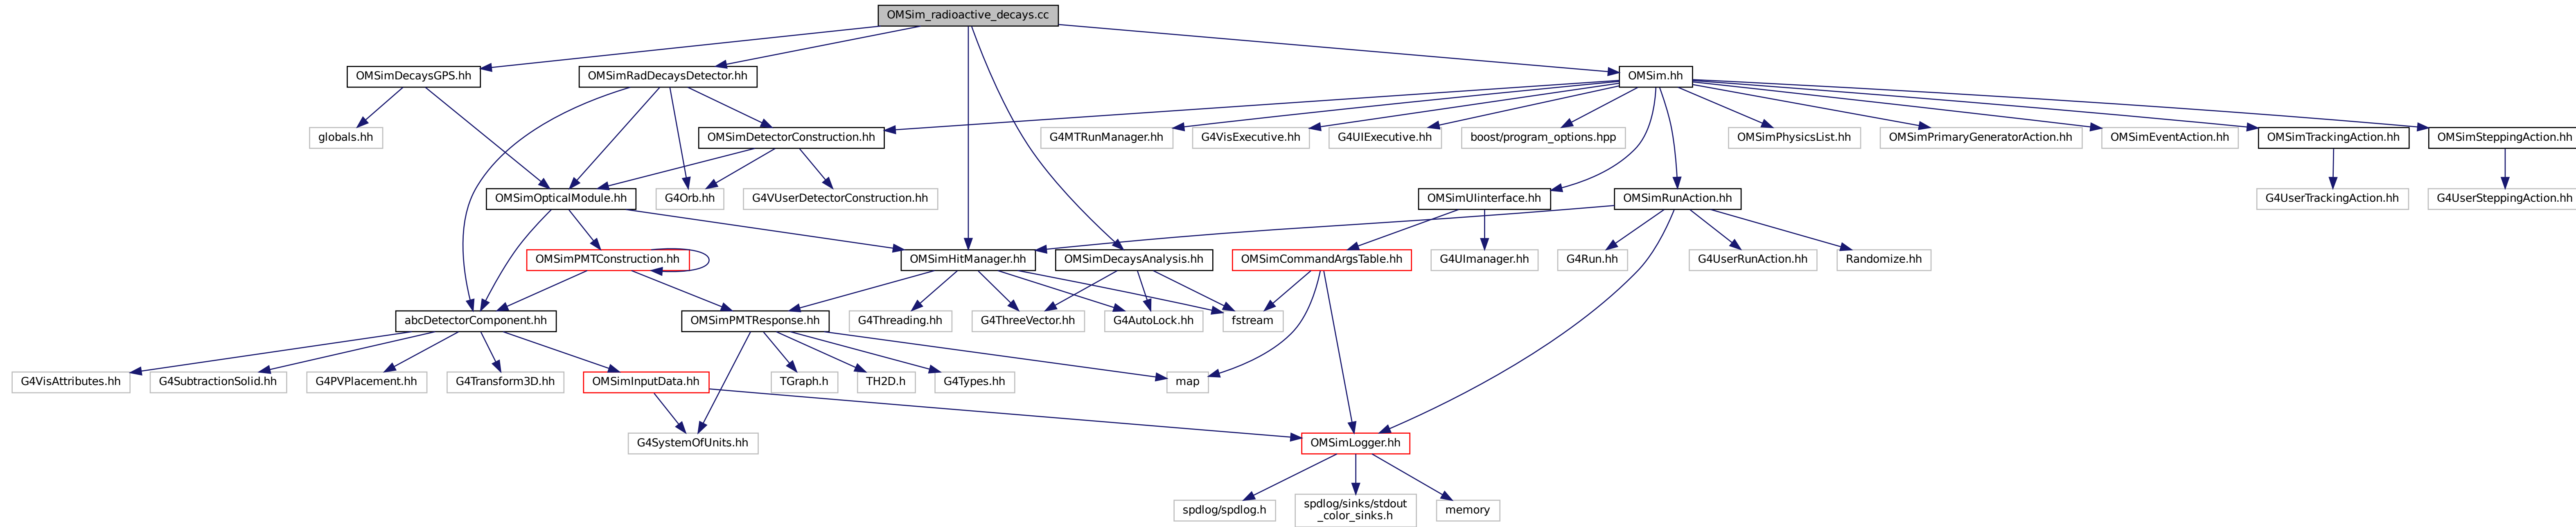 OMSim_radioactive_decays.cc
OMSimDecaysGPS.hh
OMSimRadDecaysDetector.hh
OMSim.hh
globals.hh
OMSimDetectorConstruction.hh
G4MTRunManager.hh
G4VisExecutive.hh
G4UIExecutive.hh
boost/program_options.hpp
OMSimPhysicsList.hh
OMSimPrimaryGeneratorAction.hh
OMSimEventAction.hh
OMSimTrackingAction.hh
OMSimSteppingAction.hh
OMSimOpticalModule.hh
G4Orb.hh
G4VUserDetectorConstruction.hh
OMSimUIinterface.hh
OMSimRunAction.hh
G4UserTrackingAction.hh
G4UserSteppingAction.hh
OMSimPMTConstruction.hh
OMSimHitManager.hh
OMSimDecaysAnalysis.hh
OMSimCommandArgsTable.hh
G4UImanager.hh
G4Run.hh
G4UserRunAction.hh
Randomize.hh
abcDetectorComponent.hh
OMSimPMTResponse.hh
G4Threading.hh
G4ThreeVector.hh
G4AutoLock.hh
fstream
G4VisAttributes.hh
G4SubtractionSolid.hh
G4PVPlacement.hh
G4Transform3D.hh
OMSimInputData.hh
TGraph.h
TH2D.h
G4Types.hh
map
G4SystemOfUnits.hh
OMSimLogger.hh
spdlog/spdlog.h
spdlog/sinks/stdout
_color_sinks.h
memory